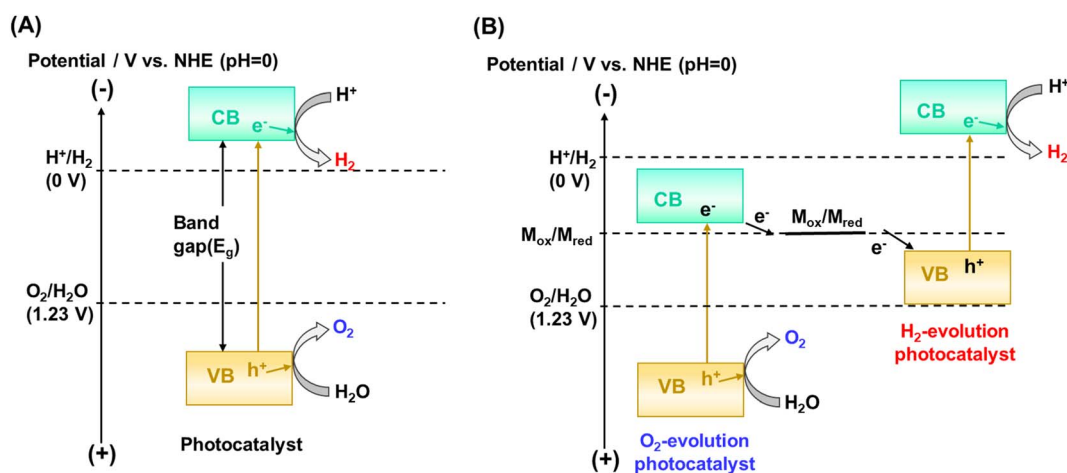 (A)
Potential / V vs. NHE (pH=0)
(-)
CB
e-
H+
H2
H+/H2
(0 V)
Band
gap(Eg)
O2/H2O
(1.23 V)
O2
VB
h+
H2O
(+)
Photocatalyst
(B)
Potential / V vs. NHE (pH=0)
(-)
CB
e-
H+
H2
H+/H2
(0 V)
CB
e-
e-
Mox/Mred
Mox/Mred
e-
VB
h+
O2/H2O
(1.23 V)
H2-evolution
photocatalyst
O2
VB
h+
H2O
(+)
O2-evolution
photocatalyst